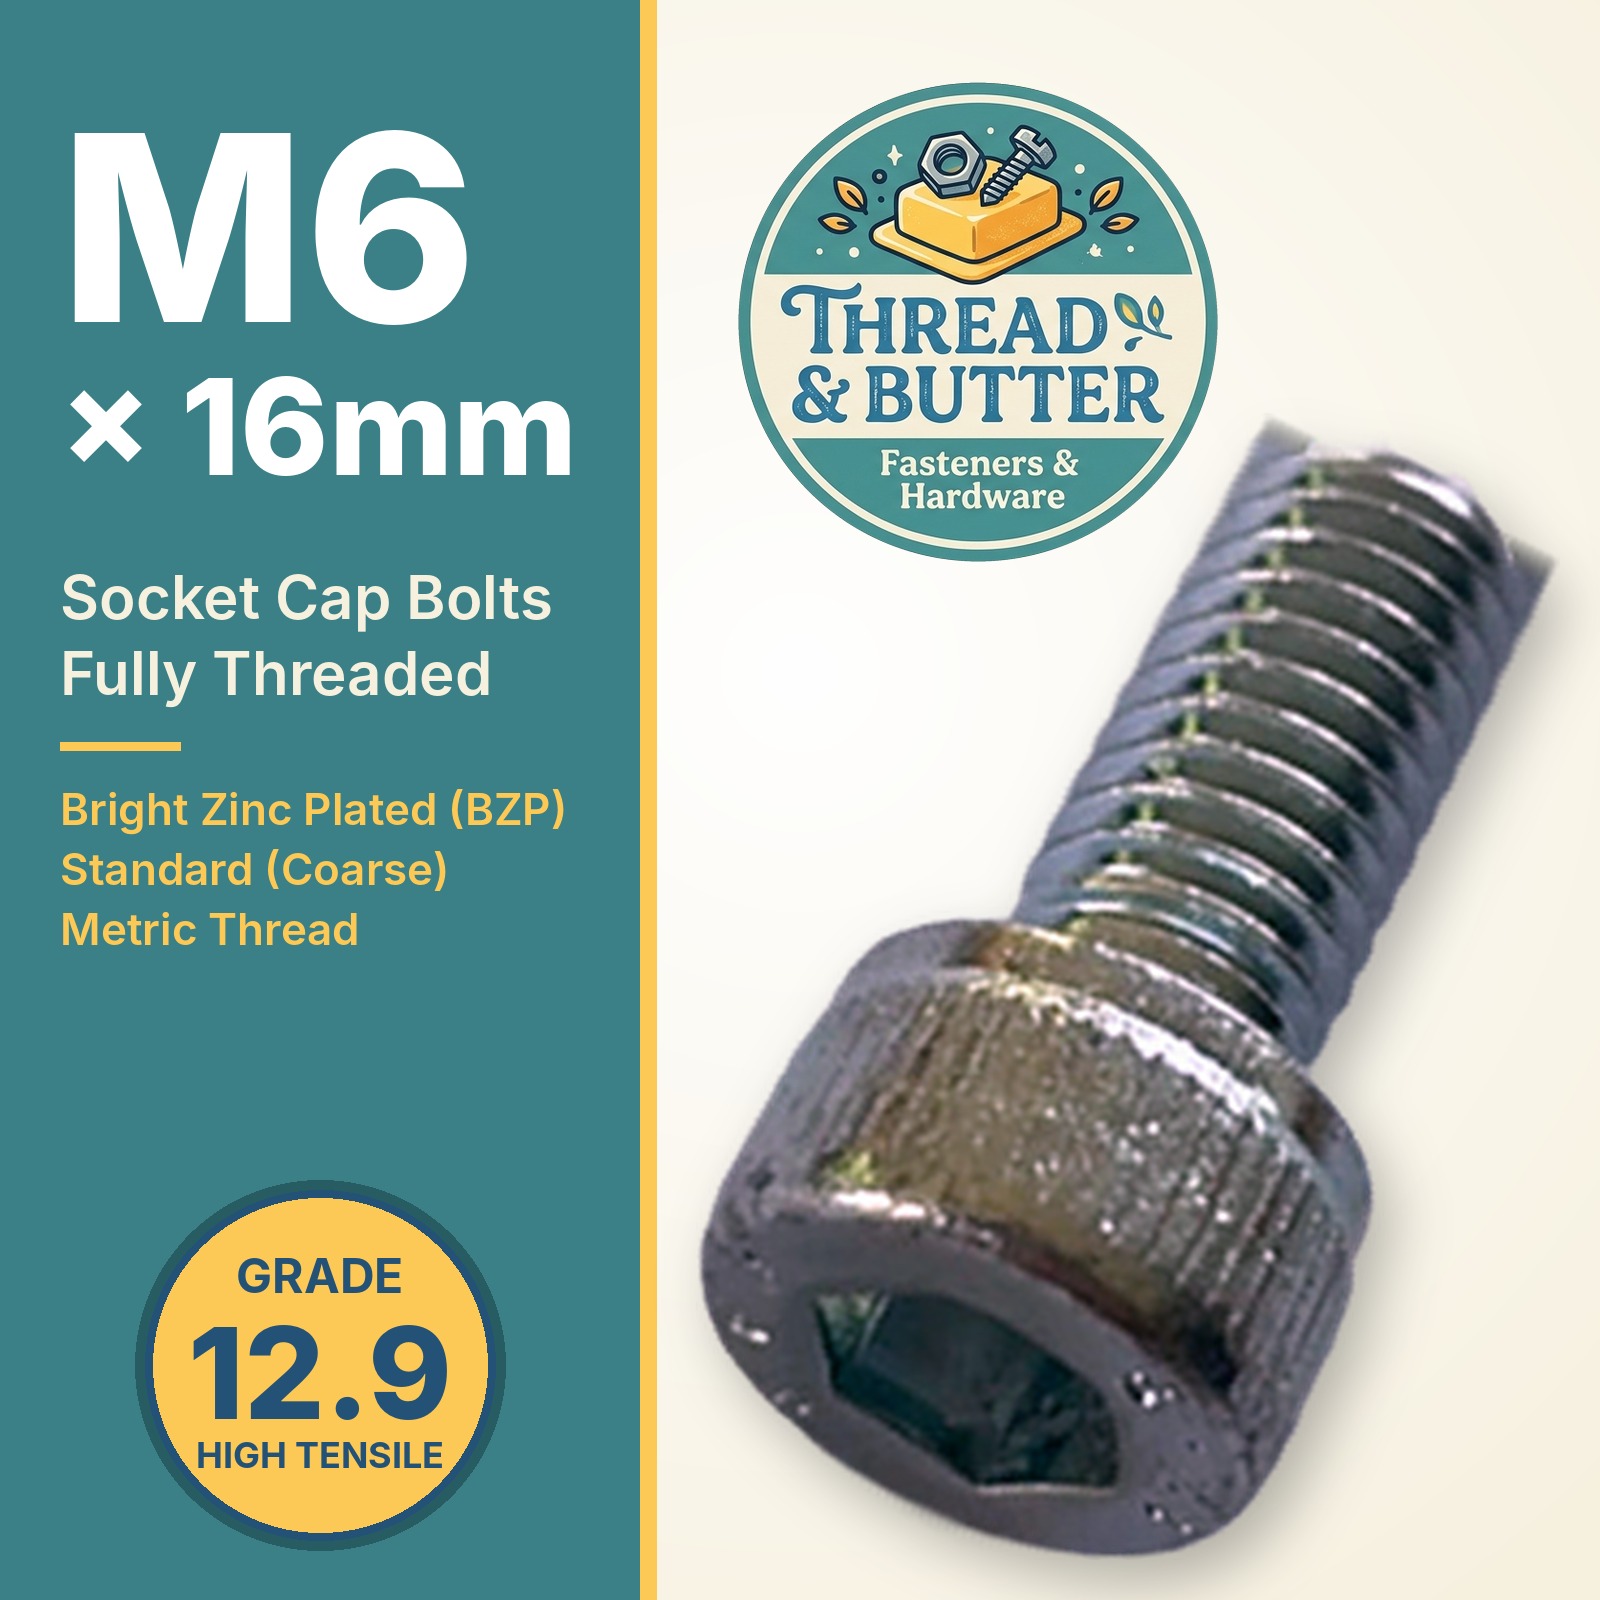 M6
× 16mm
Socket Cap Bolts
Fully Threaded
Bright Zinc Plated (BZP)
Standard (Coarse)
Metric Thread
GRADE
12.9
HIGH TENSILE
THREAD
& BUTTER
Fasteners &
Hardware